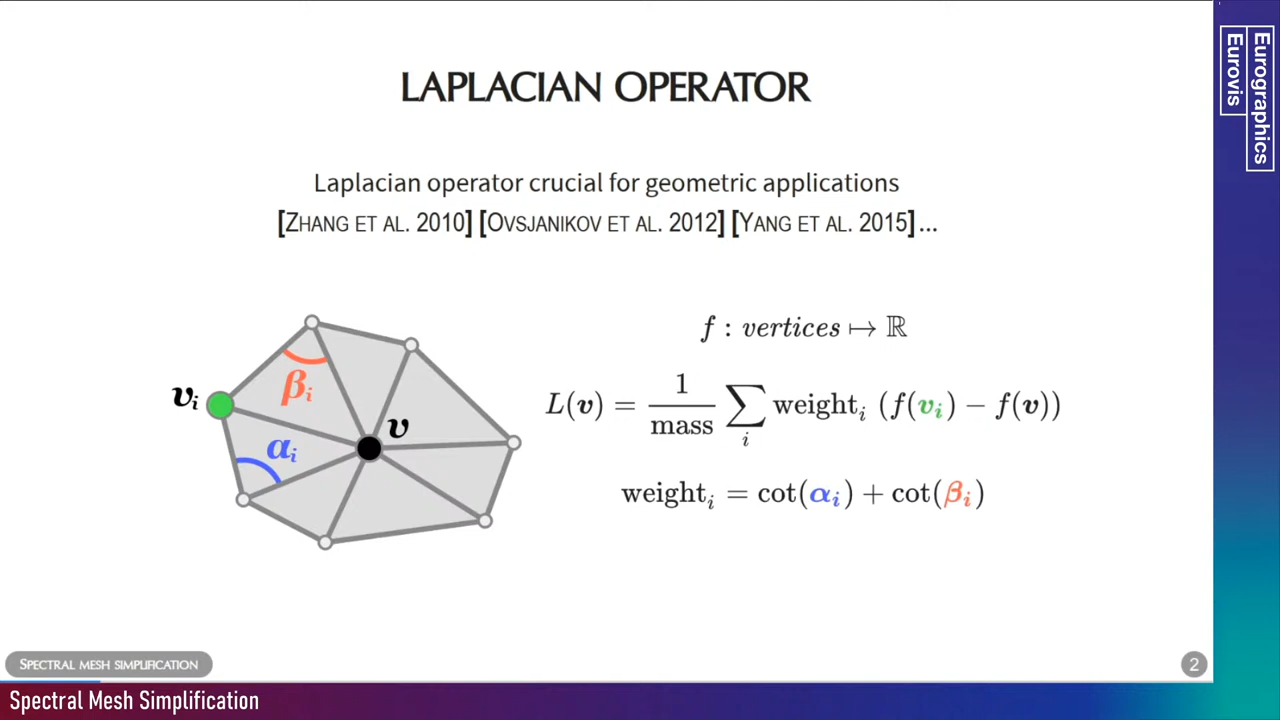 LAPLACIAN OPERATOR
Laplacian operator crucial for geometric applications
[ZHANG ET AL. 2010] [OVSJANIKOV ET AL. 2012] [YANG ET AL. 2015] ...
βᵢ
vᵢ
αᵢ
v
f : vertices ↦ ℝ
L(v) = 1/mass ∑ᵢ weightᵢ (f(vᵢ) − f(v))
weightᵢ = cot(αᵢ) + cot(βᵢ)
SPECTRAL MESH SIMPLIFICATION
2
Spectral Mesh Simplification
Eurographics
Eurovis